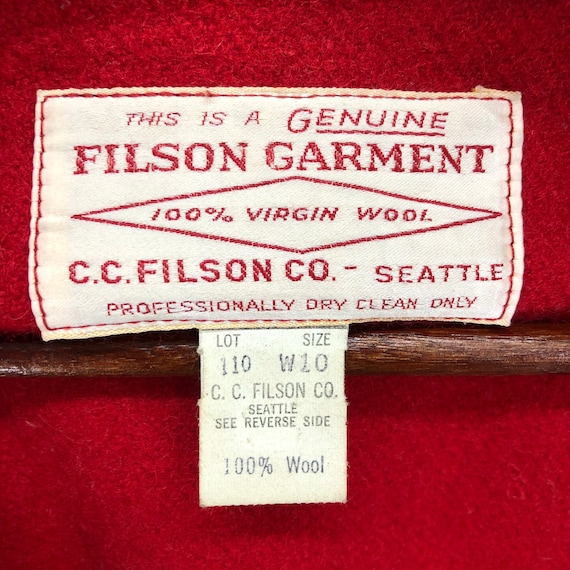 THIS IS A GENUINE
FILSON GARMENT
100% VIRGIN WOOL
C.C. FILSON CO. - SEATTLE
PROFESSIONALLY DRY CLEAN ONLY
LOT SIZE
110 W10
C. C. FILSON CO.
SEATTLE
SEE REVERSE SIDE
100% Wool